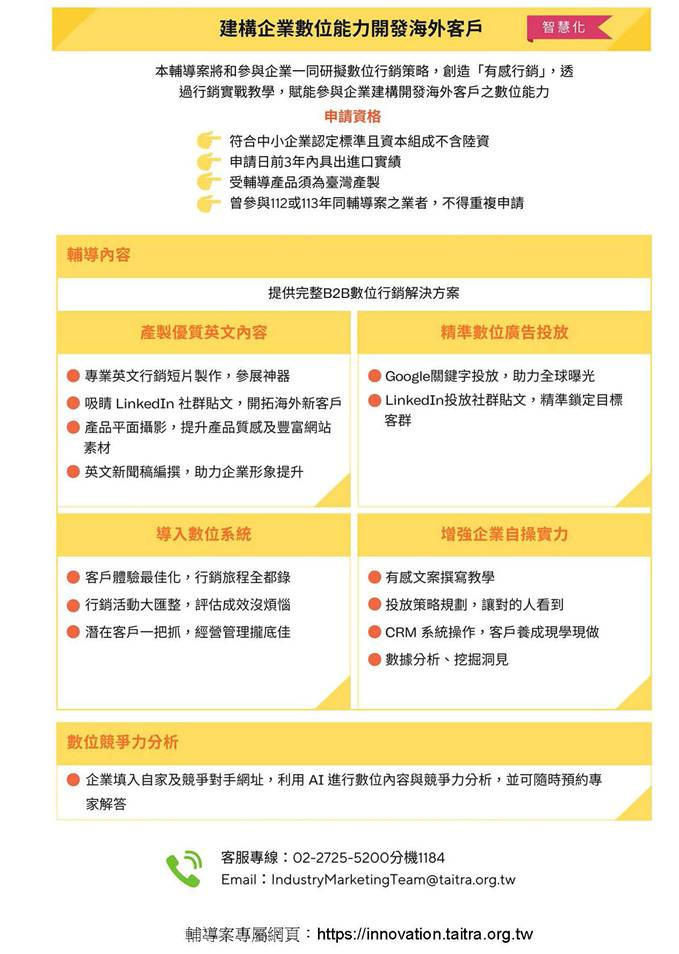 建構企業數位能力開發海外客戶
智慧化
本輔導案將和參與企業一同研擬數位行銷策略，創造「有感行銷」，透
過行銷實戰教學，賦能參與企業建構開發海外客戶之數位能力
申請資格
符合中小企業認定標準且資本組成不含陸資
申請日前3年內具出進口實績
受輔導產品須為臺灣產製
曾參與112或113年同輔導案之業者，不得重複申請
輔導內容
提供完整B2B數位行銷解決方案
產製優質英文內容
專業英文行銷短片製作，參展神器
吸睛 LinkedIn 社群貼文，開拓海外新客戶
產品平面攝影，提升產品質感及豐富網站
素材
英文新聞稿編撰，助力企業形象提升
精準數位廣告投放
Google關鍵字投放，助力全球曝光
LinkedIn投放社群貼文，精準鎖定目標
客群
導入數位系統
客戶體驗最佳化，行銷旅程全都錄
行銷活動大匯整，評估成效沒煩惱
潛在客戶一把抓，經營管理攏底佳
增強企業自操實力
有感文案撰寫教學
投放策略規劃，讓對的人看到
CRM 系統操作，客戶養成現學現做
數據分析、挖掘洞見
數位競爭力分析
企業填入自家及競爭對手網址，利用 AI 進行數位內容與競爭力分析，並可隨時預約專
家解答
客服專線：02-2725-5200分機1184
Email：IndustryMarketingTeam@taitra.org.tw
輔導案專屬網頁：https://innovation.taitra.org.tw